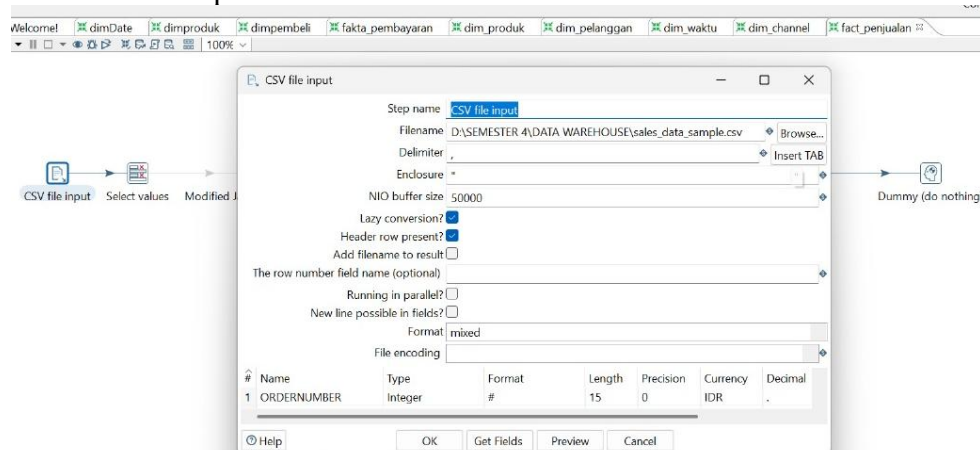 Welcome! dimDate dimproduk dimpembeli fakta_pembayaran dim_produk dim_pelanggan dim_waktu dim_channel fact_penjualan
100%
CSV file input
Step name CSV file input
Filename D:\SEMESTER 4\DATA WAREHOUSE\sales_data_sample.csv Browse...
Delimiter , Insert TAB
Enclosure "
NIO buffer size 50000
Lazy conversion?
Header row present?
Add filename to result
The row number field name (optional)
Running in parallel?
New line possible in fields?
Format mixed
File encoding
# Name Type Format Length Precision Currency Decimal
1 ORDERNUMBER Integer # 15 0 IDR .
Help OK Get Fields Preview Cancel
CSV file input Select values Modified J Dummy (do nothing